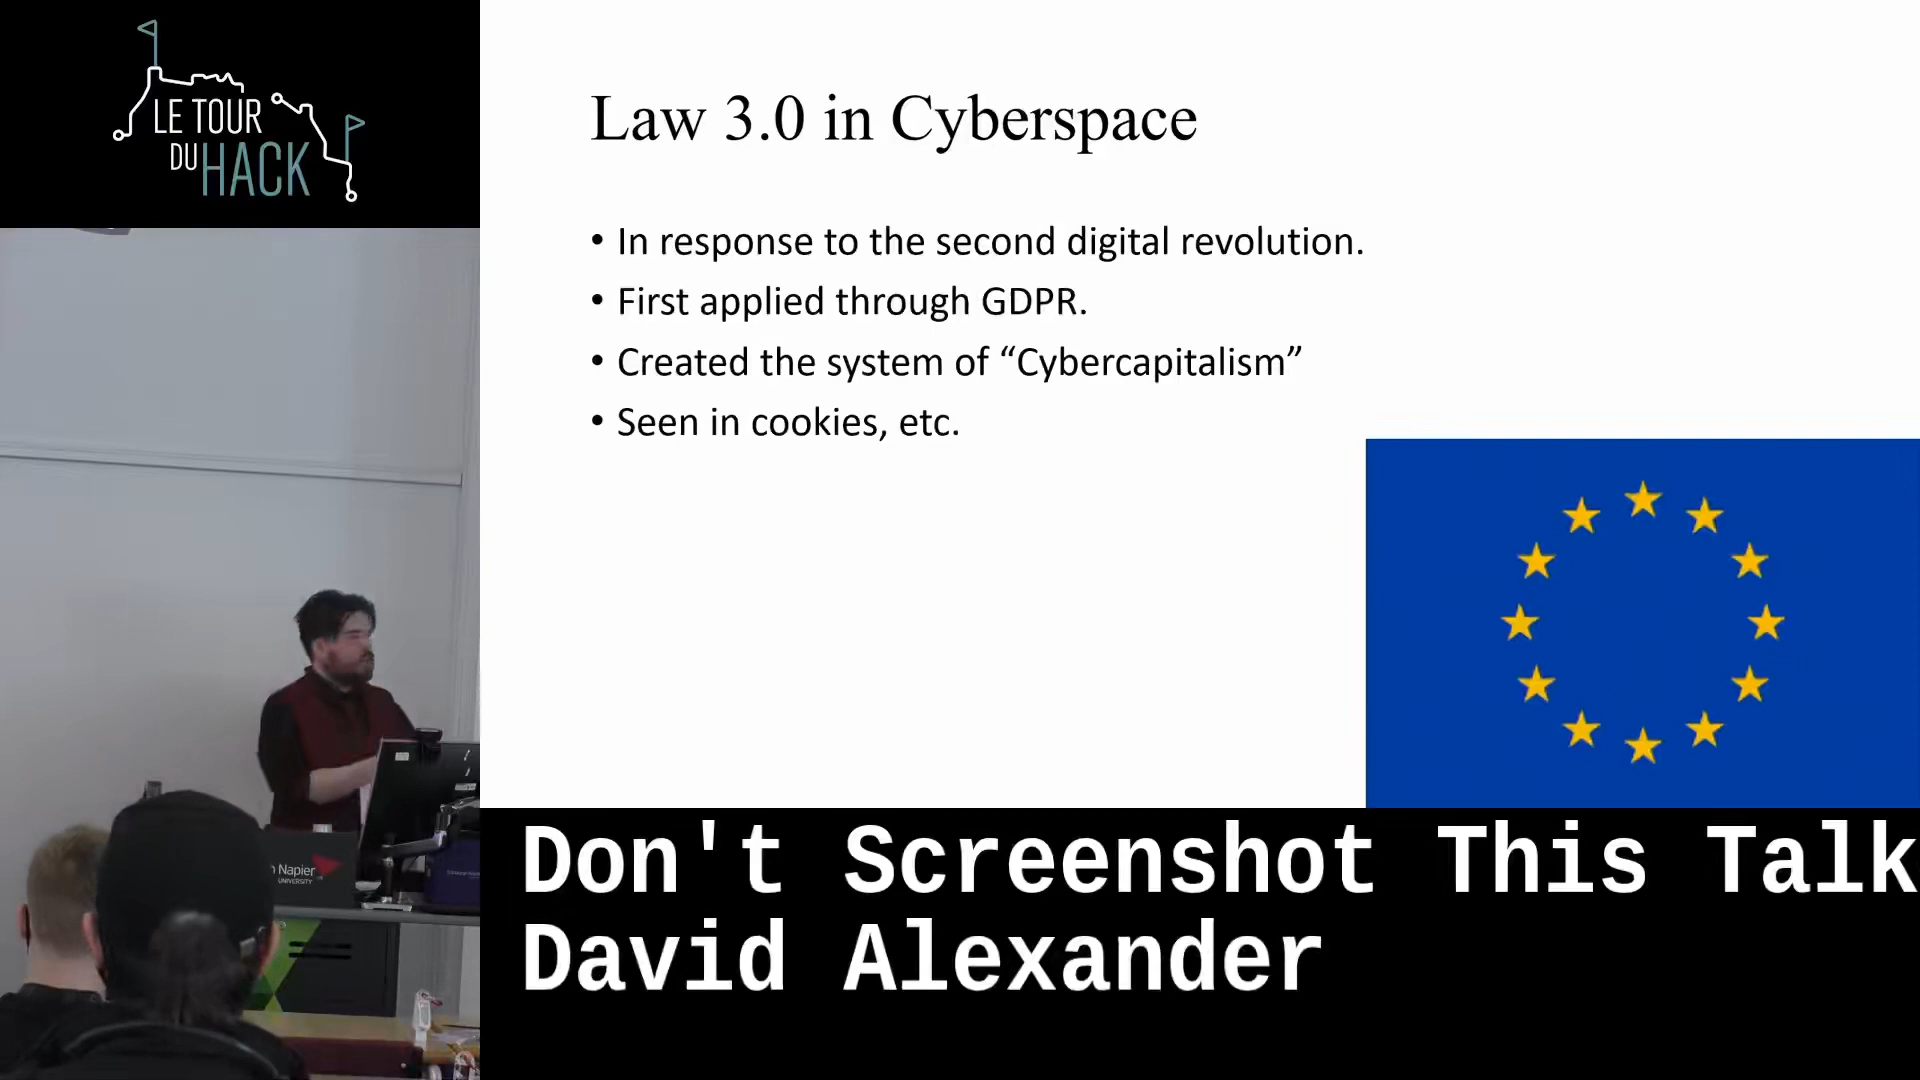 LE TOUR
DU HACK
Law 3.0 in Cyberspace
• In response to the second digital revolution.
• First applied through GDPR.
• Created the system of “Cybercapitalism”
• Seen in cookies, etc.
Napier
UNIVERSITY
Don't Screenshot This Talk
David Alexander